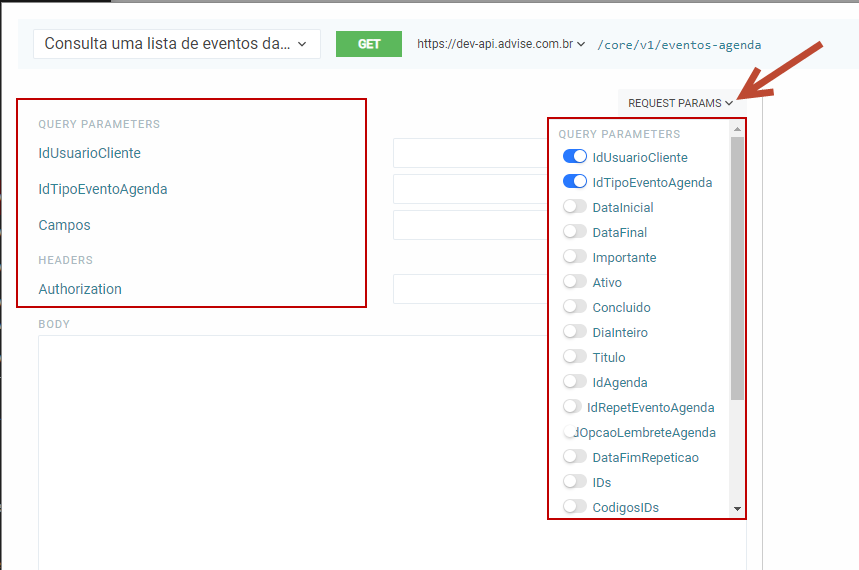 Consulta uma lista de eventos da...
GET
https://dev-api.advise.com.br
/core/v1/eventos-agenda
REQUEST PARAMS
QUERY PARAMETERS
IdUsuarioCliente
IdTipoEventoAgenda
Campos
HEADERS
Authorization
BODY
QUERY PARAMETERS
IdUsuarioCliente
IdTipoEventoAgenda
DataInicial
DataFinal
Importante
Ativo
Concluido
DiaInteiro
Titulo
IdAgenda
IdRepetEventoAgenda
dOpcaoLembreteAgenda
DataFimRepeticao
IDs
CodigosIDs